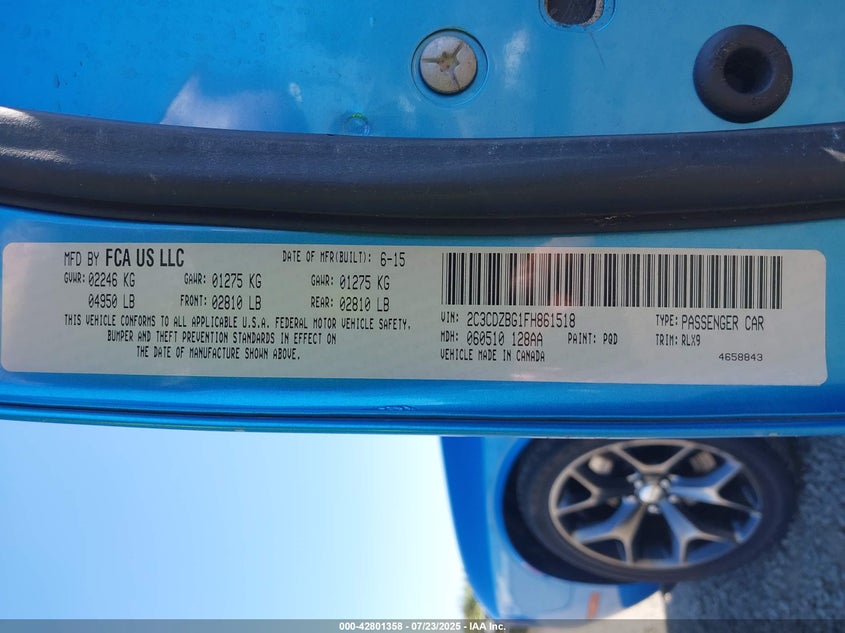 MFD BY FCA US LLC DATE OF MFR(BUILT): 6-15
GVWR: 02246 KG GAWR: 01275 KG GAWR: 01275 KG
04950 LB FRONT: 02810 LB REAR: 02810 LB
THIS VEHICLE CONFORMS TO ALL APPLICABLE U.S.A. FEDERAL MOTOR VEHICLE SAFETY,
BUMPER AND THEFT PREVENTION STANDARDS IN EFFECT ON
THE DATE OF MANUFACTURE SHOWN ABOVE.
VIN: 2C3CDZBG1FH861518 TYPE: PASSENGER CAR
MDH: 060510 128AA PAINT: PQD TRIM: RLX9
VEHICLE MADE IN CANADA 4658843
000-42801358 - 07/23/2025 - IAA Inc.